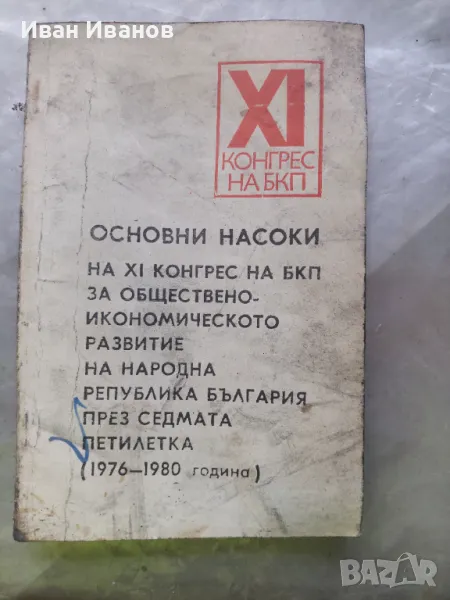 Иван Иванов
XI
КОНГРЕС
НА БКП
ОСНОВНИ НАСОКИ
НА XI КОНГРЕС НА БКП
ЗА ОБЩЕСТВЕНО-
ИКОНОМИЧЕСКОТО
РАЗВИТИЕ
НА НАРОДНА
РЕПУБЛИКА БЪЛГАРИЯ
ПРЕЗ СЕДМАТА
ПЕТИЛЕТКА
(1976—1980 година)
BAZAR